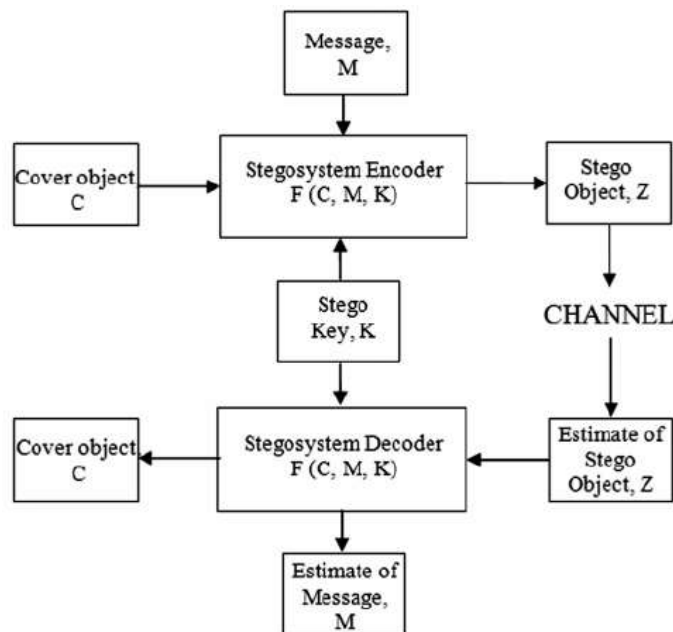 Message,
M
Cover object,
C
Stegosystem Encoder
F (C, M, K)
Stego
Object, Z
Stego
Key, K
CHANNEL
Cover object,
C
Stegosystem Decoder
F (C, M, K)
Estimate of
Stego
Object, Z
Estimate of
Message,
M